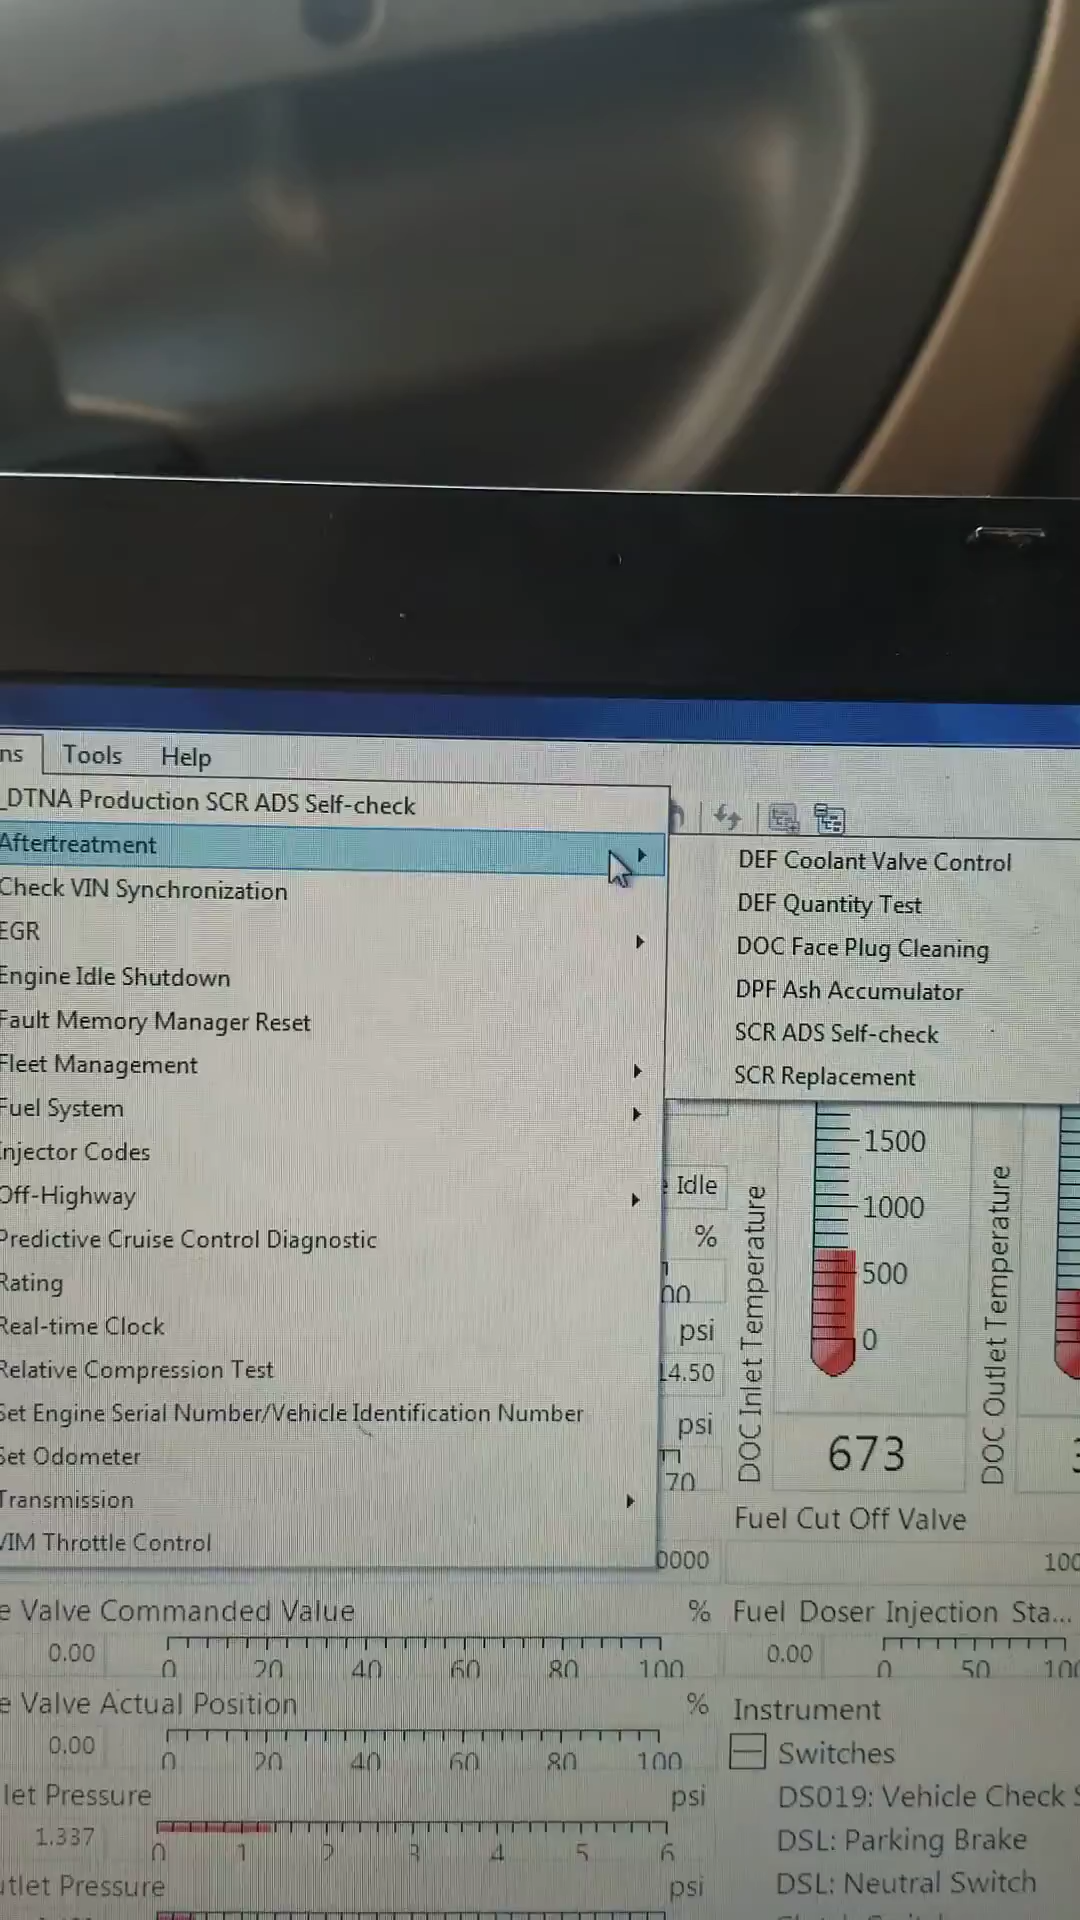 ns Tools Help
_DTNA Production SCR ADS Self-check
Aftertreatment
Check VIN Synchronization
EGR
Engine Idle Shutdown
Fault Memory Manager Reset
Fleet Management
Fuel System
Injector Codes
Off-Highway
Predictive Cruise Control Diagnostic
Rating
Real-time Clock
Relative Compression Test
Set Engine Serial Number/Vehicle Identification Number
Set Odometer
Transmission
VIM Throttle Control
DEF Coolant Valve Control
DEF Quantity Test
DOC Face Plug Cleaning
DPF Ash Accumulator
SCR ADS Self-check
SCR Replacement
Idle
%
00
psi
14.50
psi
70
0000
DOC Inlet Temperature
1500
1000
500
0
673
DOC Outlet Temperature
Fuel Cut Off Valve
100
e Valve Commanded Value %
0.00 0 20 40 60 80 100
Fuel Doser Injection Sta...
0.00 0 50 100
e Valve Actual Position %
0.00 0 20 40 60 80 100
Instrument
Switches
let Pressure psi
1.337 0 1 2 3 4 5 6
DS019: Vehicle Check S
DSL: Parking Brake
utlet Pressure psi
DSL: Neutral Switch